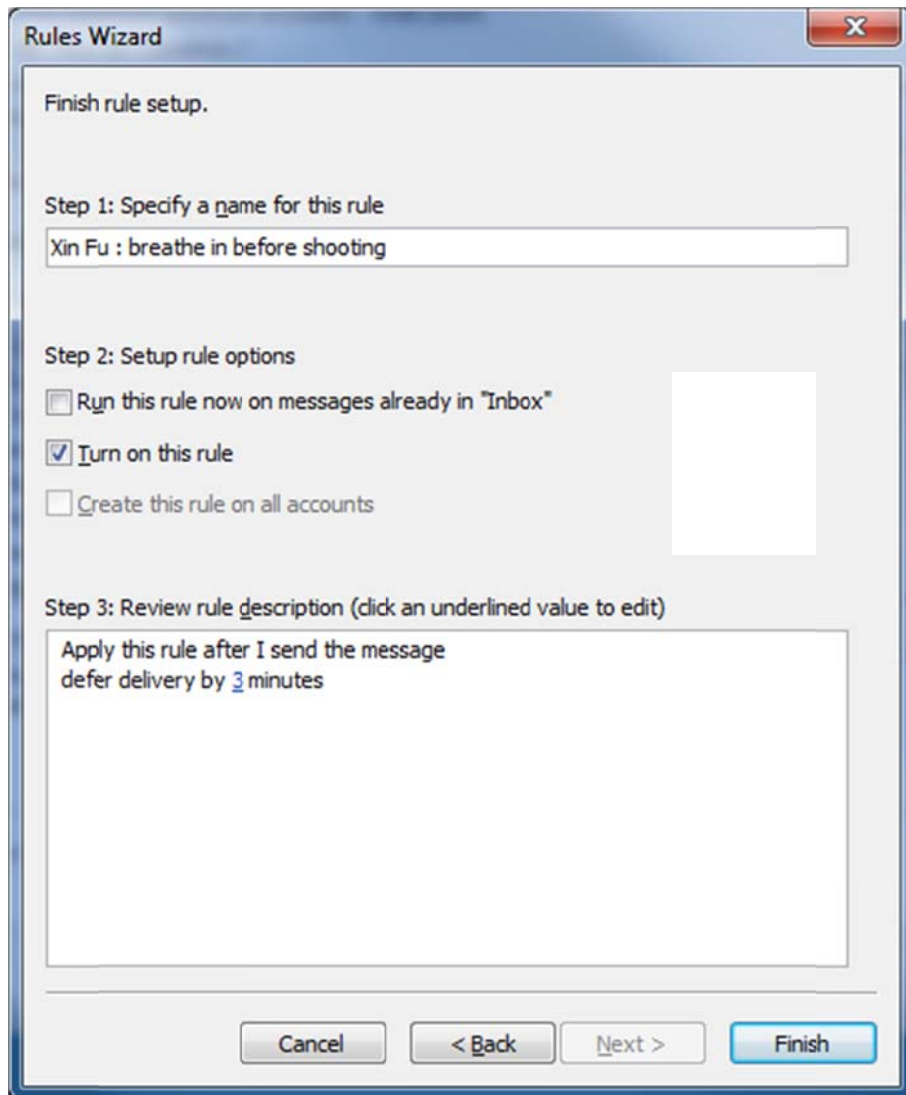 Rules Wizard
Finish rule setup.
Step 1: Specify a name for this rule
Xin Fu : breathe in before shooting
Step 2: Setup rule options
Run this rule now on messages already in "Inbox"
Turn on this rule
Create this rule on all accounts
Step 3: Review rule description (click an underlined value to edit)
Apply this rule after I send the message
defer delivery by 3 minutes
Cancel
< Back
Next >
Finish